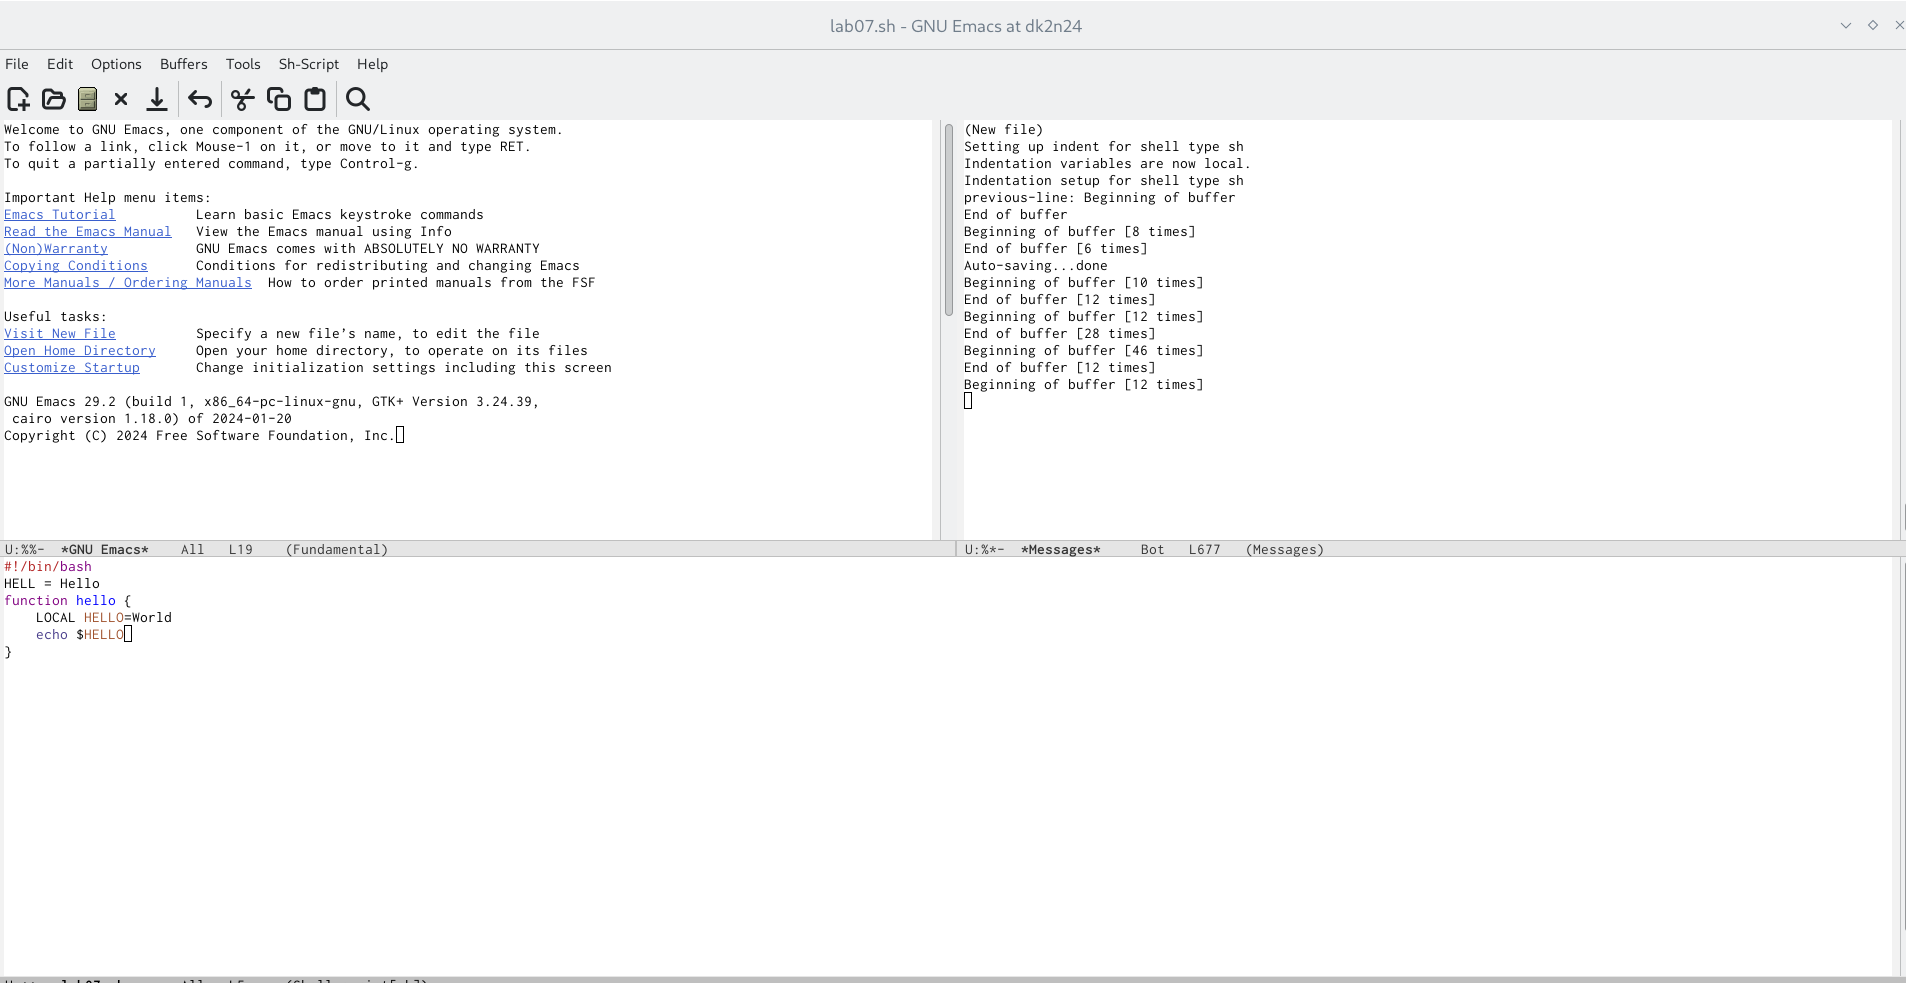 lab07.sh - GNU Emacs at dk2n24
File Edit Options Buffers Tools Sh-Script Help
Welcome to GNU Emacs, one component of the GNU/Linux operating system.
To follow a link, click Mouse-1 on it, or move to it and type RET.
To quit a partially entered command, type Control-g.
Important Help menu items:
Emacs Tutorial Learn basic Emacs keystroke commands
Read the Emacs Manual View the Emacs manual using Info
(Non)Warranty GNU Emacs comes with ABSOLUTELY NO WARRANTY
Copying Conditions Conditions for redistributing and changing Emacs
More Manuals / Ordering Manuals How to order printed manuals from the FSF
Useful tasks:
Visit New File Specify a new file’s name, to edit the file
Open Home Directory Open your home directory, to operate on its files
Customize Startup Change initialization settings including this screen
GNU Emacs 29.2 (build 1, x86_64-pc-linux-gnu, GTK+ Version 3.24.39,
cairo version 1.18.0) of 2024-01-20
Copyright (C) 2024 Free Software Foundation, Inc.
U:%%- *GNU Emacs* All L19 (Fundamental)
(New file)
Setting up indent for shell type sh
Indentation variables are now local.
Indentation setup for shell type sh
previous-line: Beginning of buffer
End of buffer
Beginning of buffer [8 times]
End of buffer [6 times]
Auto-saving...done
Beginning of buffer [10 times]
End of buffer [12 times]
Beginning of buffer [12 times]
End of buffer [28 times]
Beginning of buffer [46 times]
End of buffer [12 times]
Beginning of buffer [12 times]
U:%*- *Messages* Bot L677 (Messages)
#!/bin/bash
HELL = Hello
function hello {
    LOCAL HELLO=World
    echo $HELLO
}